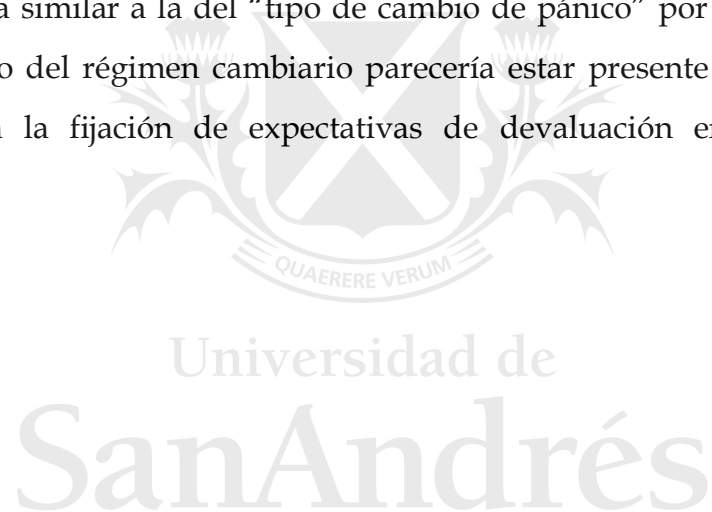 a similar a la del “tipo de cambio de pánico” por
o del régimen cambiario parecería estar presente
la fijación de expectativas de devaluación en
QUAERERE VERUM
Universidad de
SanAndrés